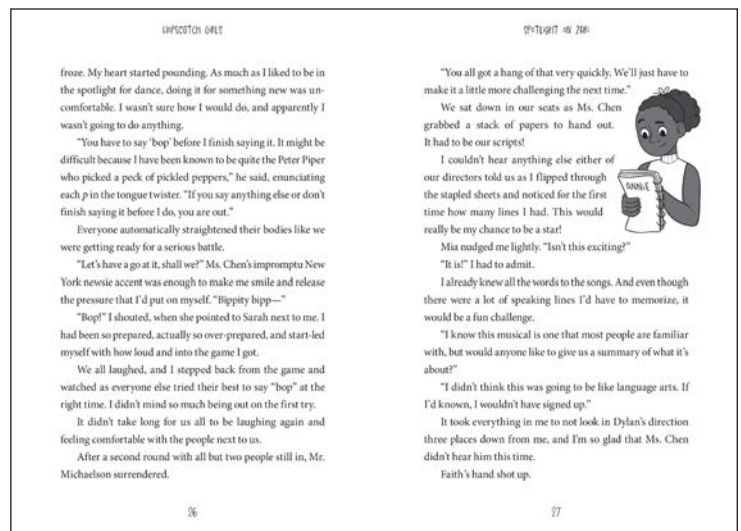 HOPSCOTCH GIRLS
froze. My heart started pounding. As much as I liked to be in
the spotlight for dance, doing it for something new was un-
comfortable. I wasn't sure how I would do, and apparently I
wasn't going to do anything.
"You have to say 'bop' before I finish saying it. It might be
difficult because I have been known to be quite the Peter Piper
who picked a peck of pickled peppers," he said, enunciating
each p in the tongue twister. "If you say anything else or don't
finish saying it before I do, you are out."
Everyone automatically straightened their bodies like we
were getting ready for a serious battle.
"Let's have a go at it, shall we?" Ms. Chen's impromptu New
York newsie accent was enough to make me smile and release
the pressure that I'd put on myself. "Bippity bipp—"
"Bop!" I shouted, when she pointed to Sarah next to me. I
had been so prepared, actually so over-prepared, and start-led
myself with how loud and into the game I got.
We all laughed, and I stepped back from the game and
watched as everyone else tried their best to say "bop" at the
right time. I didn't mind so much being out on the first try.
It didn't take long for us all to be laughing again and
feeling comfortable with the people next to us.
After a second round with all but two people still in, Mr.
Michaelson surrendered.
26
SPOTLIGHT ON ZURI
"You all got a hang of that very quickly. We'll just have to
make it a little more challenging the next time."
We sat down in our seats as Ms. Chen
grabbed a stack of papers to hand out.
It had to be our scripts!
I couldn't hear anything else either of
our directors told us as I flipped through
the stapled sheets and noticed for the first
time how many lines I had. This would
really be my chance to be a star!
ANNIE
Mia nudged me lightly. "Isn't this exciting?"
"It is!" I had to admit.
I already knew all the words to the songs. And even though
there were a lot of speaking lines I'd have to memorize, it
would be a fun challenge.
"I know this musical is one that most people are familiar
with, but would anyone like to give us a summary of what it's
about?"
"I didn't think this was going to be like language arts. If
I'd known, I wouldn't have signed up."
It took everything in me to not look in Dylan's direction
three places down from me, and I'm so glad that Ms. Chen
didn't hear him this time.
Faith's hand shot up.
27